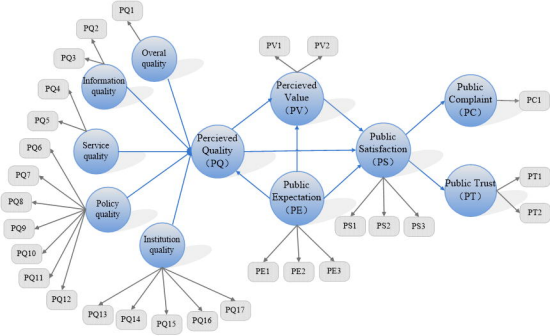 PQ1
PQ2
PQ3
Overal
quality
Information
quality
PV1
PV2
PQ4
PQ5
Service
quality
Percieved
Value
(PV)
Public
Complaint
(PC)
PC1
PQ6
PQ7
PQ8
PQ9
PQ10
PQ11
PQ12
Policy
quality
Percieved
Quality
(PQ)
Public
Satisfaction
(PS)
Public
Expectation
(PE)
Public Trust
(PT)
PT1
PT2
Institution
quality
PS1
PS2
PS3
PE1
PE2
PE3
PQ13
PQ14
PQ15
PQ16
PQ17